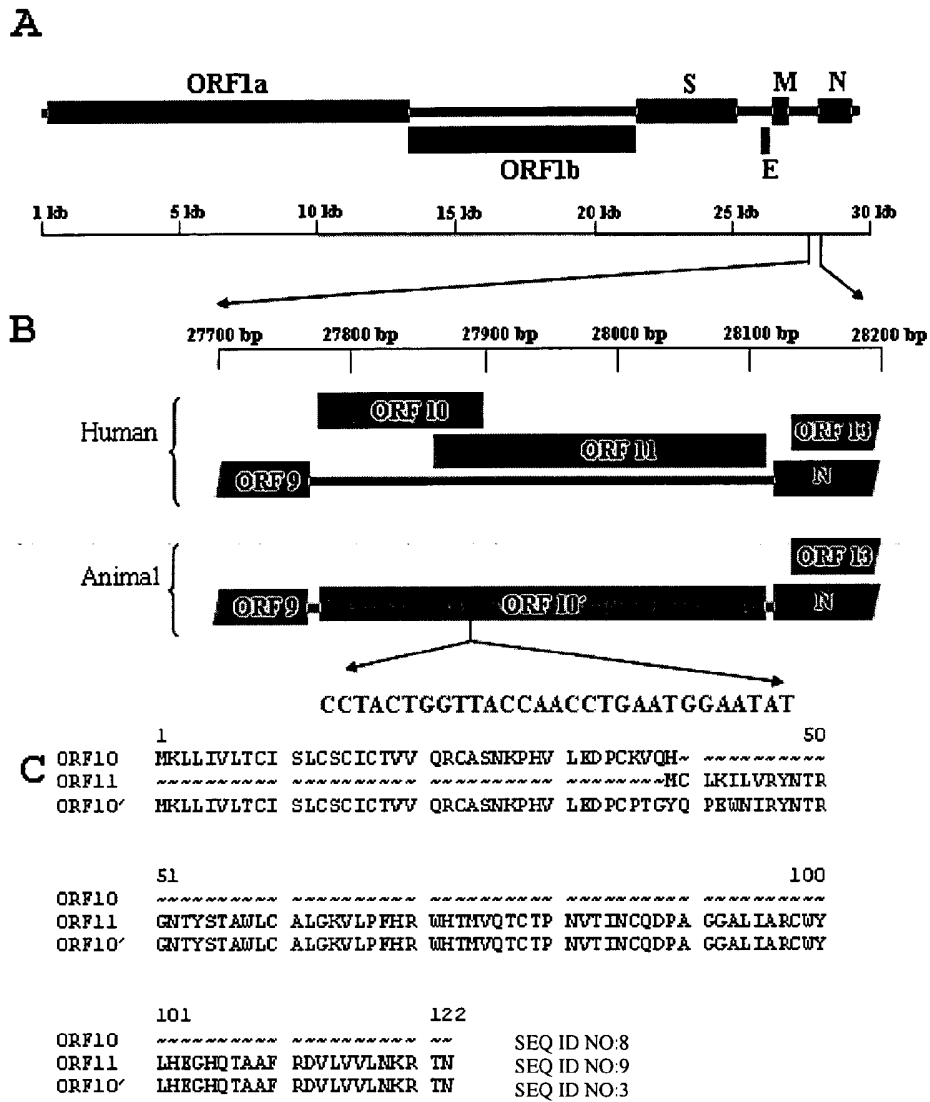 A
ORF1a S M N
ORF1b E
1 kb 5 kb 10 kb 15 kb 20 kb 25 kb 30 kb
B
27700 bp 27800 bp 27900 bp 28000 bp 28100 bp 28200 bp
Human
ORF 10
ORF 13
ORF 11
ORF 9
N
Animal
ORF 13
ORF 9
ORF 10′
N
CCTACTGGTTACCAACCTGAATGGAATAT
C
1 50
ORF10 MKLLIVLTCI SLCSCICTVV QRCASNKPHV LEDPCKVQH~ ~~~~~~~~~~
ORF11 ~~~~~~~~~~ ~~~~~~~~~~ ~~~~~~~~~~ ~~~~~~~~MC LKILVRYNTR
ORF10′ MKLLIVLTCI SLCSCICTVV QRCASNKPHV LEDPCPTGYQ PEWNIRYNTR
51 100
ORF10 ~~~~~~~~~~ ~~~~~~~~~~ ~~~~~~~~~~ ~~~~~~~~~~ ~~~~~~~~~~
ORF11 GNTYSTAWLC ALGKVLPFHR WHTMVQTCTP NVTINCQDPA GGALIARCWY
ORF10′ GNTYSTAWLC ALGKVLPFHR WHTMVQTCTP NVTINCQDPA GGALIARCWY
101 122
ORF10 ~~~~~~~~~~ ~~~~~~~~~~ ~~ SEQ ID NO:8
ORF11 LHEGHQTAAF RDVLVVLNKR TN SEQ ID NO:9
ORF10′ LHEGHQTAAF RDVLVVLNKR TN SEQ ID NO:3